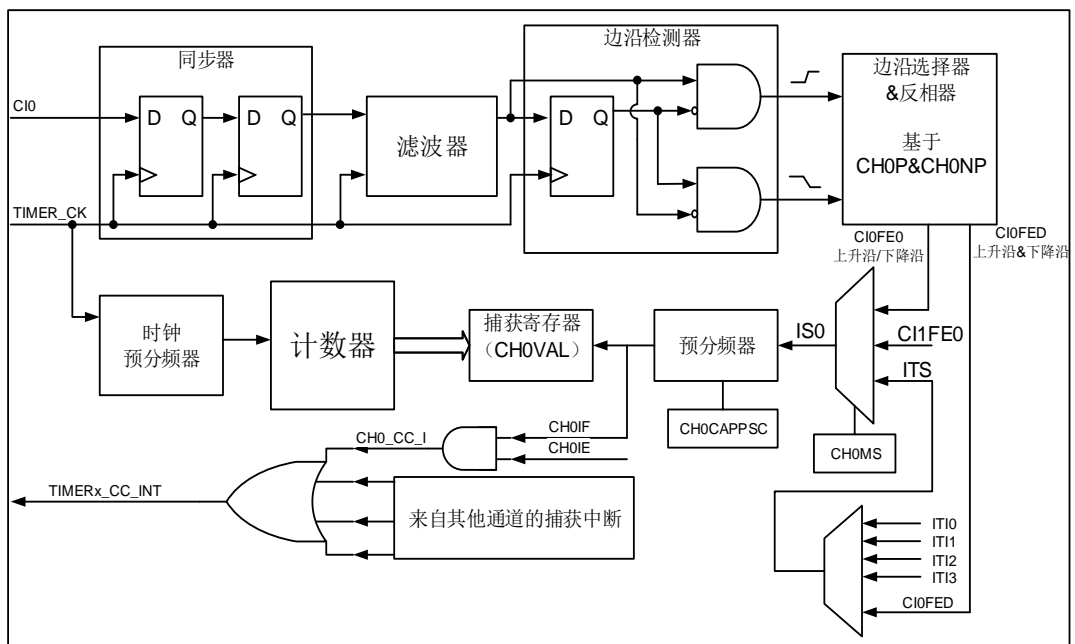 同步器
边沿检测器
CI0
D Q
D Q
滤波器
D Q
边沿选择器
&反相器
基于
CH0P&CH0NP
TIMER_CK
CI0FE0
上升沿/下降沿
CI0FED
上升沿&下降沿
时钟
预分频器
计数器
捕获寄存器
（CH0VAL）
预分频器
IS0
CI1FE0
ITS
CH0CAPPSC
CH0MS
CH0_CC_I
CH0IF
CH0IE
TIMERx_CC_INT
来自其他通道的捕获中断
ITI0
ITI1
ITI2
ITI3
CI0FED